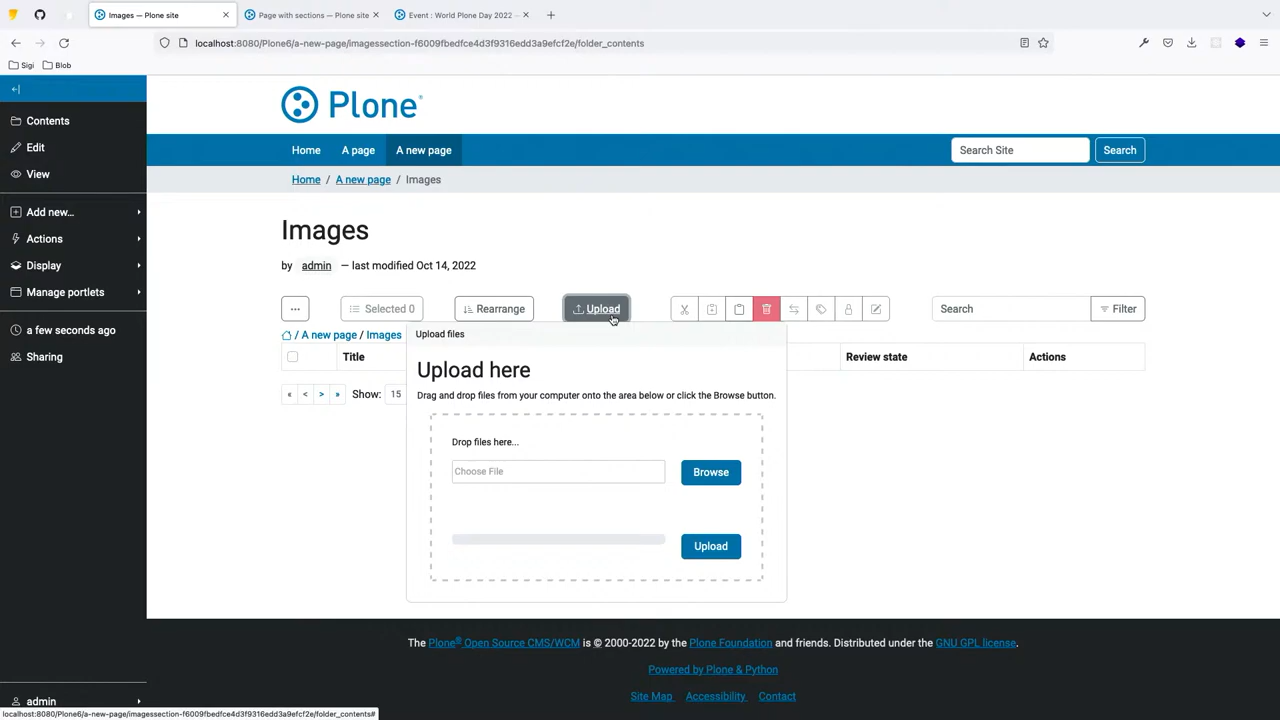 Images — Plone site
Page with sections — Plone site
Event : World Plone Day 2022 —
localhost:8080/Plone6/a-new-page/imagessection-f6009fbedfce4d3f9316edd3a9efcf2e/folder_contents
Sigi
Blob
Plone®
Contents
Edit
View
Add new...
Actions
Display
Manage portlets
a few seconds ago
Sharing
Home
A page
A new page
Search Site
Search
Home / A new page / Images
Images
by admin — last modified Oct 14, 2022
...
Selected 0
Rearrange
Upload
Search
Filter
/ A new page / Images
Title
Review state
Actions
« < > » Show: 15
Upload files
Upload here
Drag and drop files from your computer onto the area below or click the Browse button.
Drop files here...
Choose File
Browse
Upload
The Plone® Open Source CMS/WCM is © 2000-2022 by the Plone Foundation and friends. Distributed under the GNU GPL license.
Powered by Plone & Python
Site Map
Accessibility
Contact
admin
localhost:8080/Plone6/a-new-page/imagessection-f6009fbedfce4d3f9316edd3a9efcf2e/folder_contents#